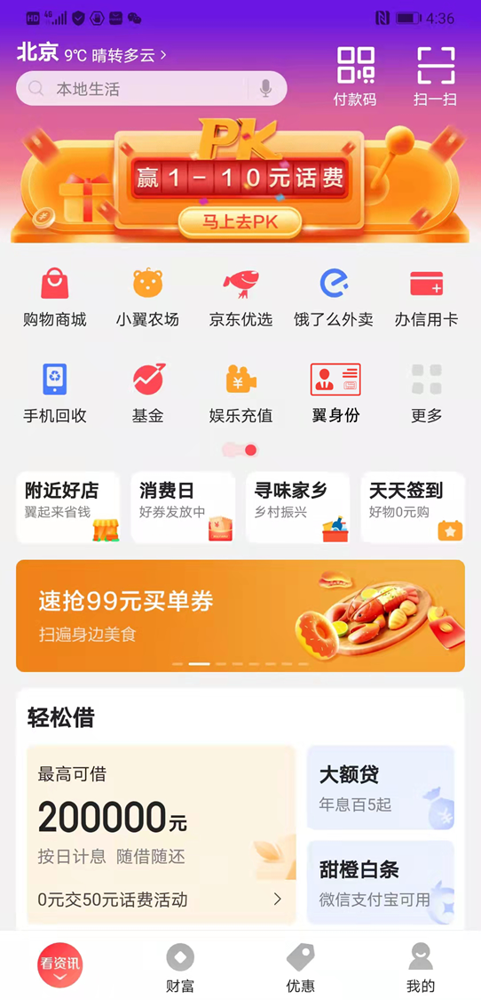 HD 4G 4:36
北京 9℃ 晴转多云
本地生活
付款码 扫一扫
PK
赢1-10元话费
马上去PK
购物商城 小翼农场 京东优选 饿了么外卖 办信用卡
手机回收 基金 娱乐充值 翼身份 更多
附近好店 消费日 寻味家乡 天天签到
翼起来省钱 好券发放中 乡村振兴 好物0元购
速抢99元买单券
扫遍身边美食
轻松借
最高可借
200000元
按日计息 随借随还
0元交50元话费活动
大额贷
年息百5起
甜橙白条
微信支付宝可用
看资讯 财富 优惠 我的